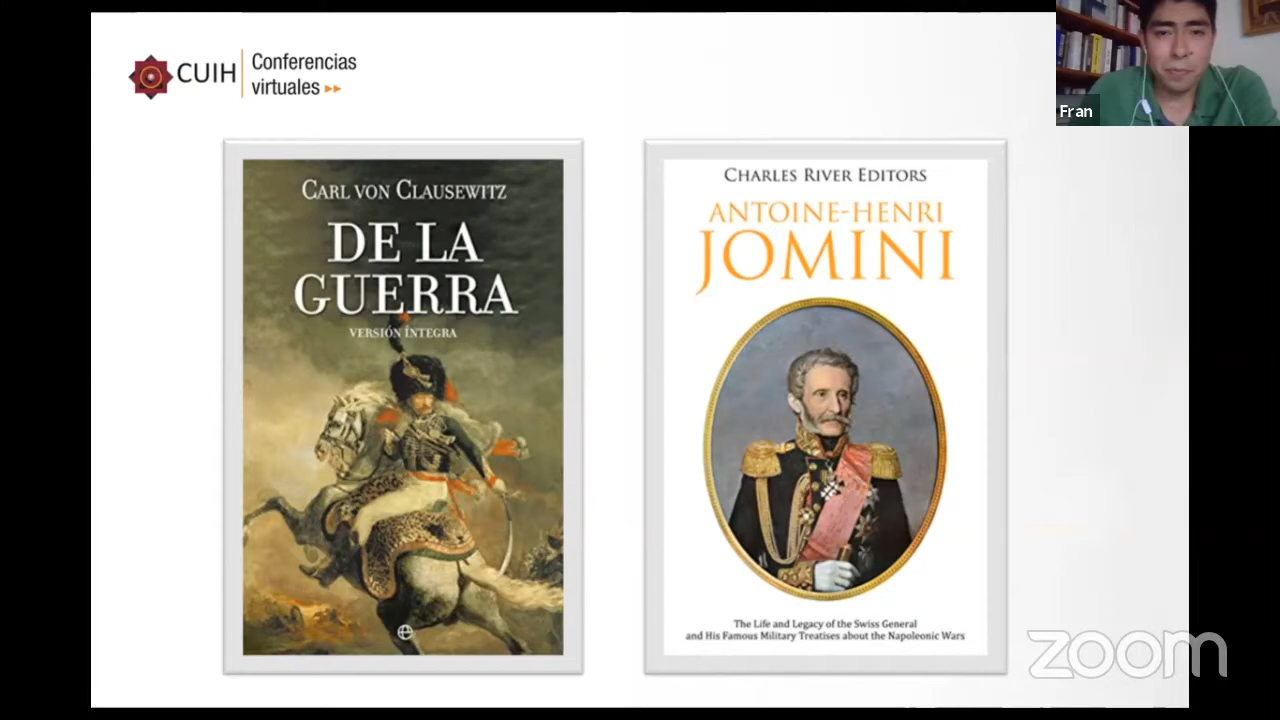 CUIH
Conferencias
virtuales
Fran
CARL VON CLAUSEWITZ
DE LA
GUERRA
VERSIÓN ÍNTEGRA
CHARLES RIVER EDITORS
ANTOINE-HENRI
JOMINI
The Life and Legacy of the Swiss General
and His Famous Military Treatises about the Napoleonic Wars
zoom